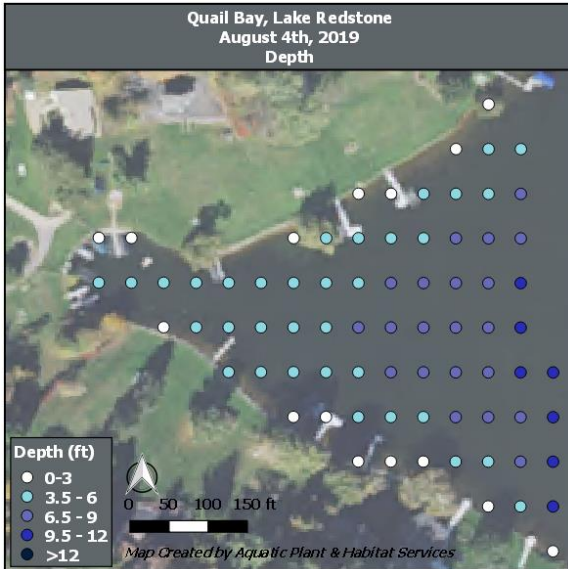 Quail Bay, Lake Redstone
August 4th, 2019
Depth
Depth (ft)
0-3
3.5 - 6
6.5 - 9
9.5 - 12
>12
0 50 100 150 ft
Map Created by Aquatic Plant & Habitat Services